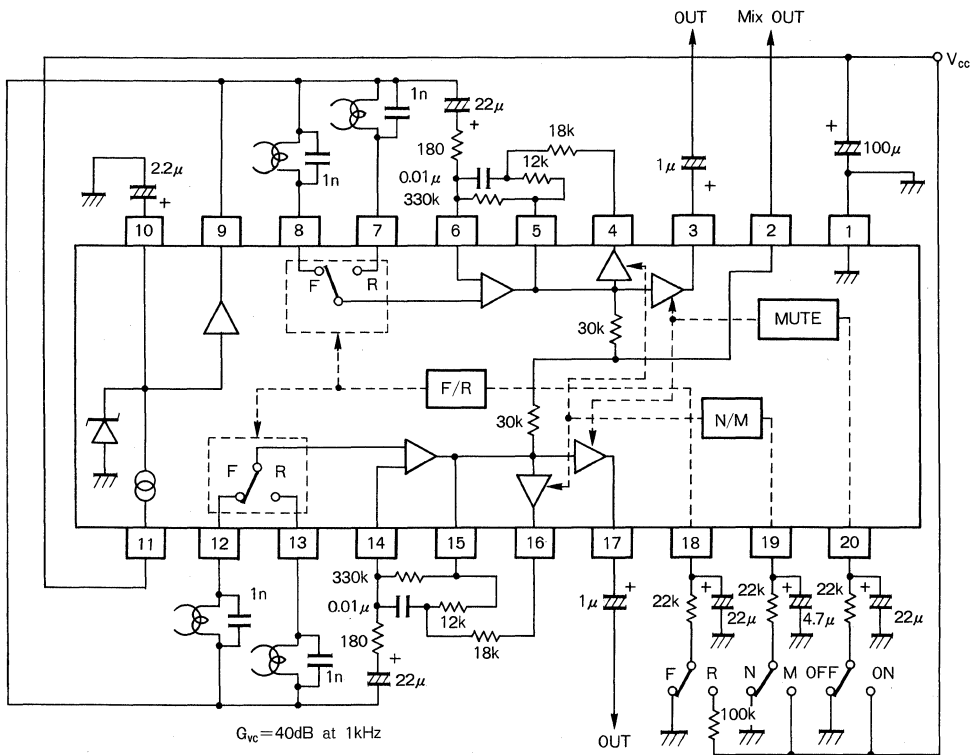 OUT Mix OUT
Vcc
1n
22μ
+
1n
180
18k
12k
0.01μ
330k
2.2μ
+
1μ
+
+
100μ
10 9 8 7 6 5 4 3 2 1
F R
F R
30k
30k
MUTE
F/R
N/M
11 12 13 14 15 16 17 18 19 20
1n
1n
330k
0.01μ
12k
180
18k
+
22μ
1μ
+
22k
+
22μ
22k
+
4.7μ
22k
+
22μ
F R N M OFF ON
100k
Gvc=40dB at 1kHz
OUT